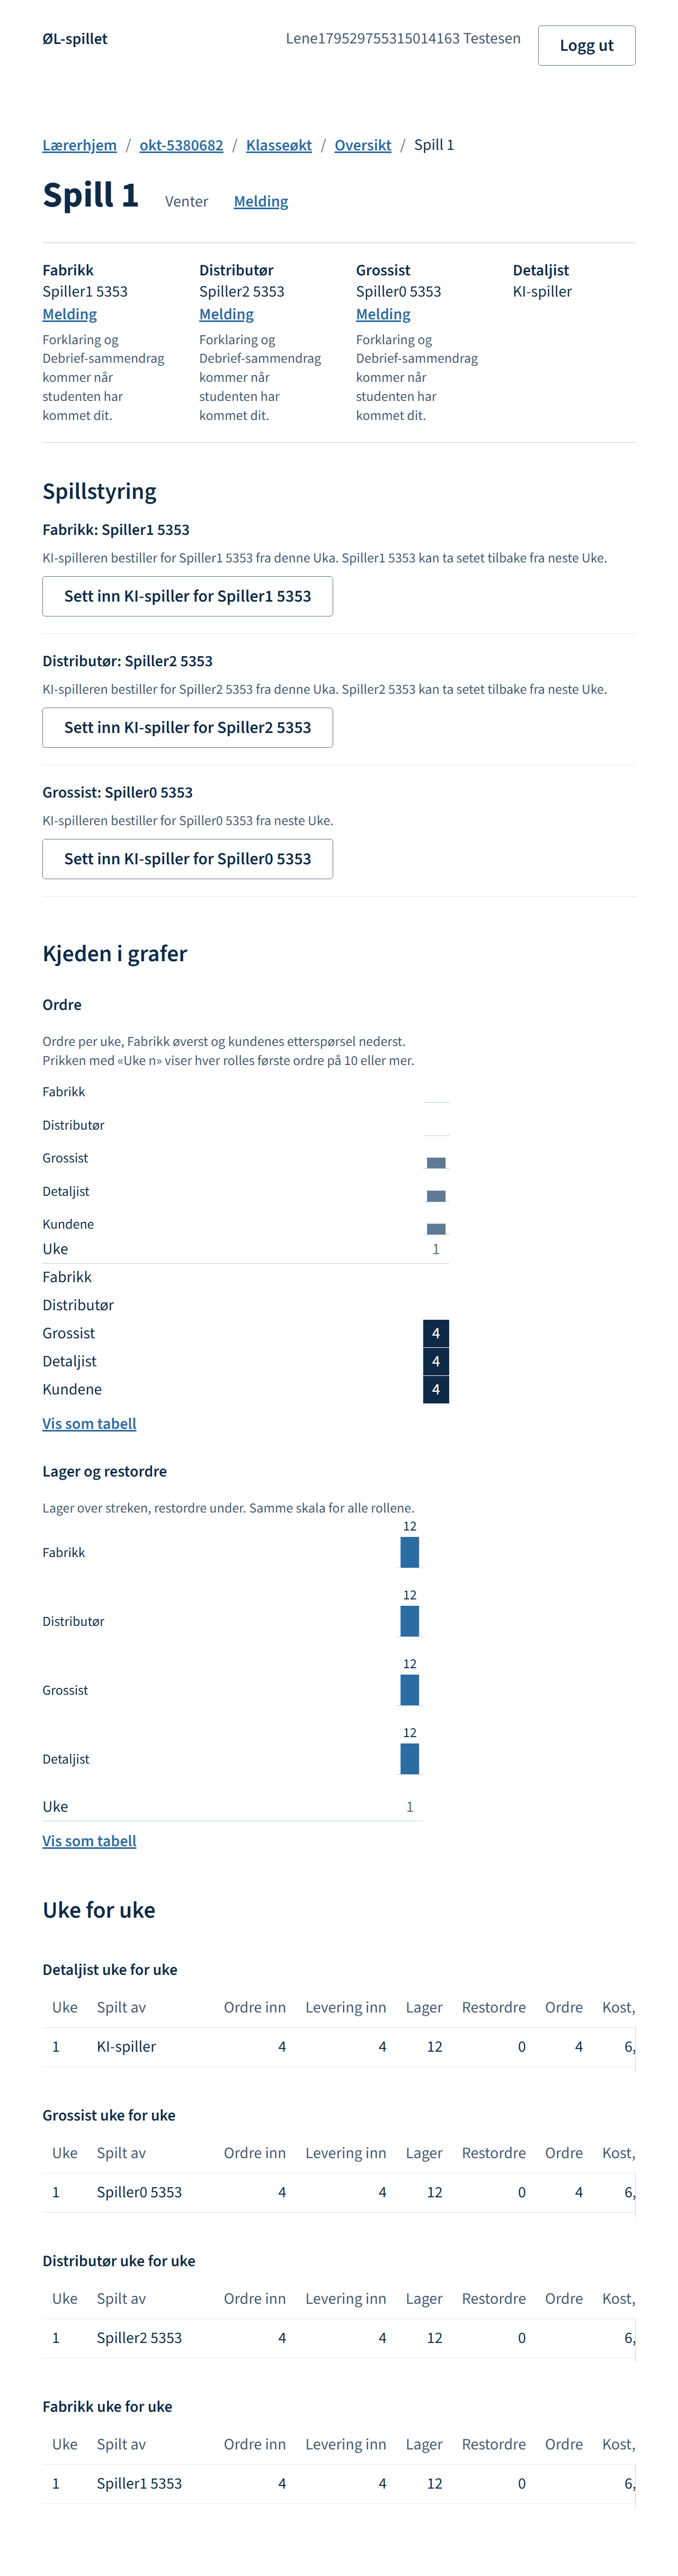 ØL-spillet
Lene179529755315014163 Testesen
Logg ut
Lærerhjem / okt-5380682 / Klasseøkt / Oversikt / Spill 1
Spill 1 Venter Melding
Fabrikk
Spiller1 5353
Melding
Forklaring og
Debrief-sammendrag
kommer når
studenten har
kommet dit.
Distributør
Spiller2 5353
Melding
Forklaring og
Debrief-sammendrag
kommer når
studenten har
kommet dit.
Grossist
Spiller0 5353
Melding
Forklaring og
Debrief-sammendrag
kommer når
studenten har
kommet dit.
Detaljist
KI-spiller
Spillstyring
Fabrikk: Spiller1 5353
KI-spilleren bestiller for Spiller1 5353 fra denne Uka. Spiller1 5353 kan ta setet tilbake fra neste Uke.
Sett inn KI-spiller for Spiller1 5353
Distributør: Spiller2 5353
KI-spilleren bestiller for Spiller2 5353 fra denne Uka. Spiller2 5353 kan ta setet tilbake fra neste Uke.
Sett inn KI-spiller for Spiller2 5353
Grossist: Spiller0 5353
KI-spilleren bestiller for Spiller0 5353 fra neste Uke.
Sett inn KI-spiller for Spiller0 5353
Kjeden i grafer
Ordre
Ordre per uke, Fabrikk øverst og kundenes etterspørsel nederst.
Prikken med «Uke n» viser hver rolles første ordre på 10 eller mer.
Fabrikk
Distributør
Grossist
Detaljist
Kundene
Uke 1
Fabrikk
Distributør
Grossist 4
Detaljist 4
Kundene 4
Vis som tabell
Lager og restordre
Lager over streken, restordre under. Samme skala for alle rollene.
12
Fabrikk
12
Distributør
12
Grossist
12
Detaljist
Uke 1
Vis som tabell
Uke for uke
Detaljist uke for uke
Uke Spilt av Ordre inn Levering inn Lager Restordre Ordre Kost,
1 KI-spiller 4 4 12 0 4 6,
Grossist uke for uke
Uke Spilt av Ordre inn Levering inn Lager Restordre Ordre Kost,
1 Spiller0 5353 4 4 12 0 4 6,
Distributør uke for uke
Uke Spilt av Ordre inn Levering inn Lager Restordre Ordre Kost,
1 Spiller2 5353 4 4 12 0 6,
Fabrikk uke for uke
Uke Spilt av Ordre inn Levering inn Lager Restordre Ordre Kost,
1 Spiller1 5353 4 4 12 0 6,